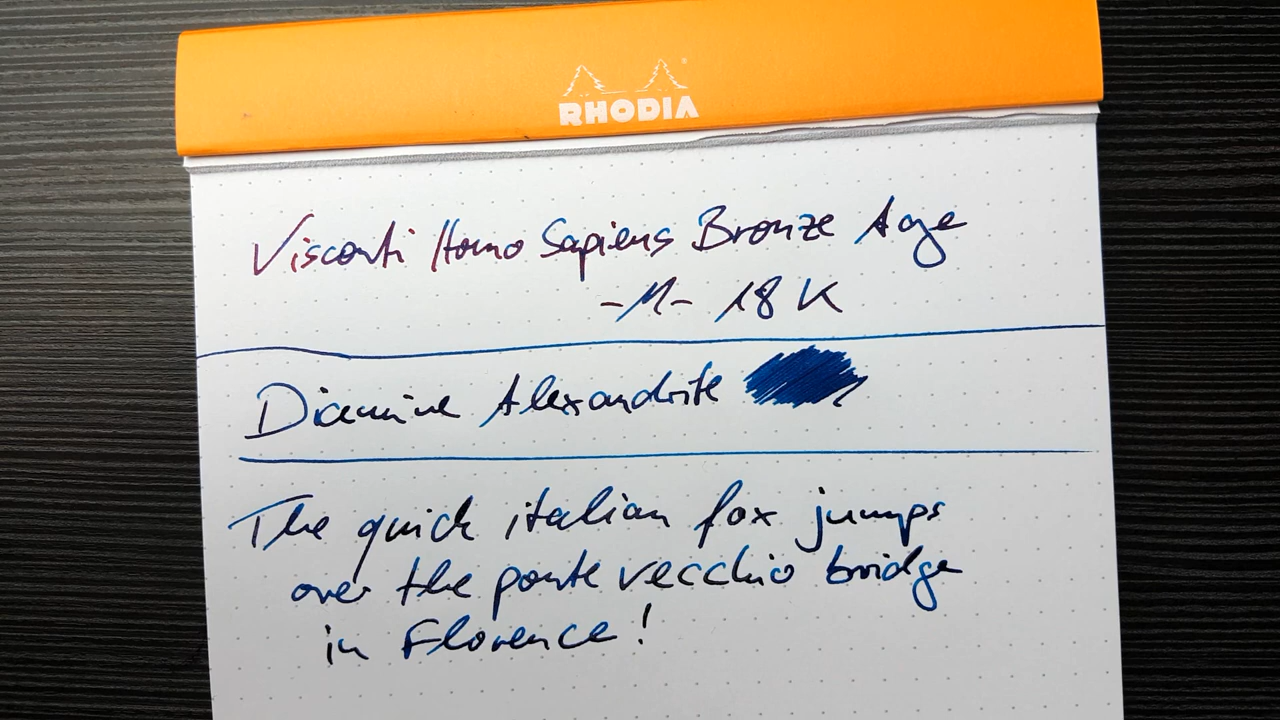 RHODIA
Visconti Homo Sapiens Bronze Age
-M- 18K
Diamine Alexandrite
The quick italian fox jumps
over the ponte vecchio bridge
in Florence!